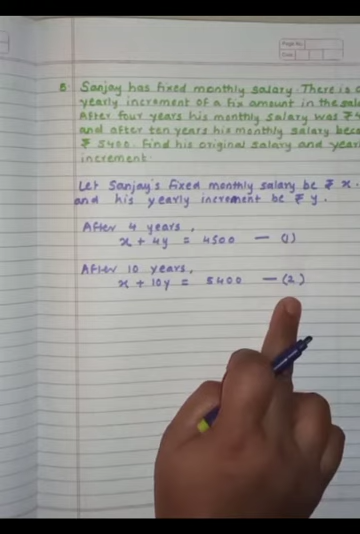 Page No.
Date
8. Sanjay has fixed monthly salary. There is
yearly increment of a fix amount in the
After four years his monthly salary was ₹
and after ten years his monthly salary
₹ 5400. Find his original salary and
increment.
Let Sanjay's fixed monthly salary be ₹ x.
and his yearly increment be ₹ y.
After 4 years,
x + 4y = 4500 — (1)
After 10 years,
x + 10y = 5400 — (2)